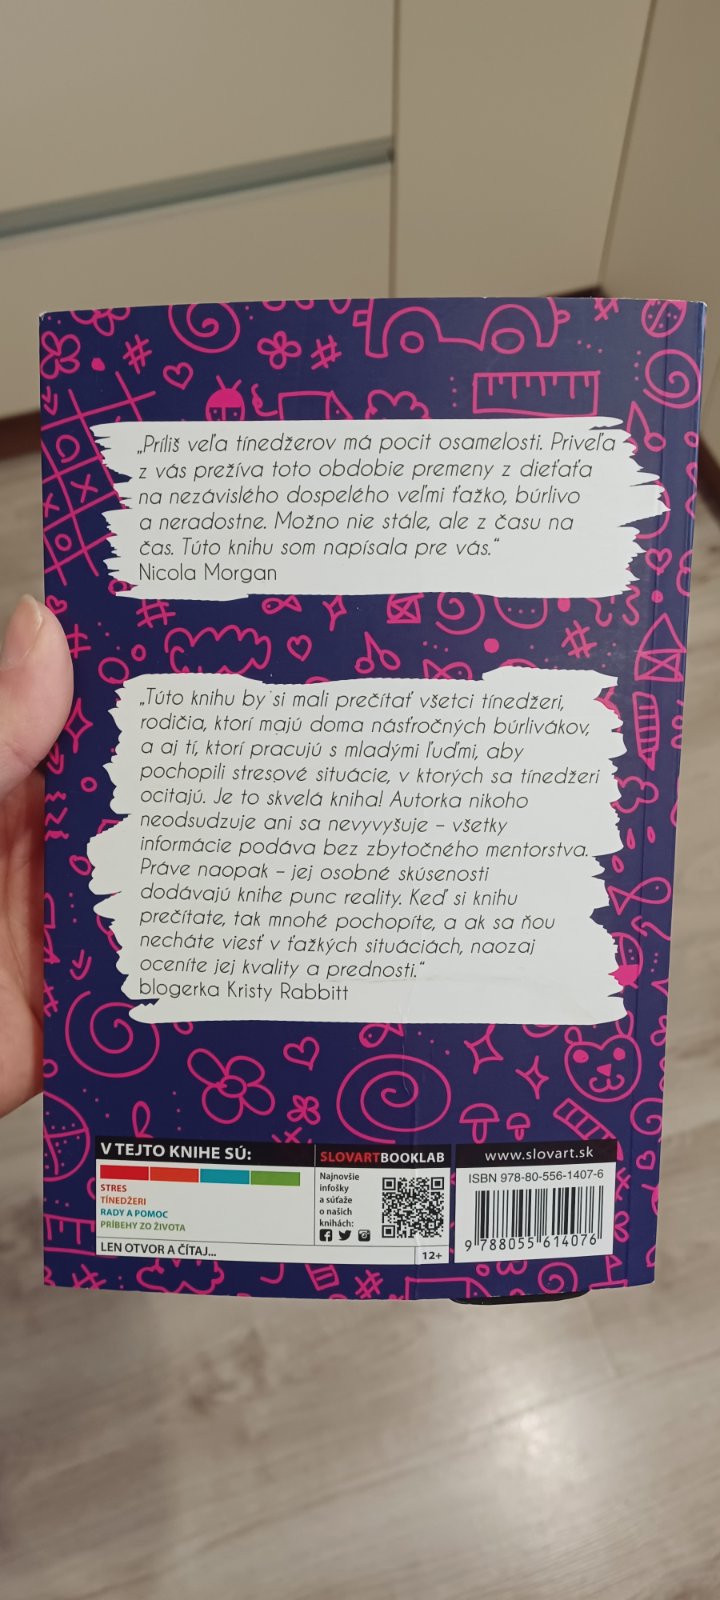 „Príliš veľa tínedžerov má pocit osamelosti. Priveľa
z vás prežíva toto obdobie premeny z dieťaťa
na nezávislého dospelého veľmi ťažko, búrlivo
a neradostne. Možno nie stále, ale z času na
čas. Túto knihu som napísala pre vás.“
Nicola Morgan
„Túto knihu by si mali prečítať všetci tínedžeri,
rodičia, ktorí majú doma násťročných búrlivákov,
a aj tí, ktorí pracujú s mladými ľuďmi, aby
pochopili stresové situácie, v ktorých sa tínedžeri
ocitajú. Je to skvelá kniha! Autorka nikoho
neodsudzuje ani sa nevyvyšuje – všetky
informácie podáva bez zbytočného mentorstva.
Práve naopak – jej osobné skúsenosti
dodávajú knihe punc reality. Keď si knihu
prečítate, tak mnohé pochopíte, a ak sa ňou
necháte viesť v ťažkých situáciách, naozaj
oceníte jej kvality a prednosti.“
blogerka Kristy Rabbitt
V TEJTO KNIHE SÚ:
STRES
TÍNEDŽERI
RADY A POMOC
PRÍBEHY ZO ŽIVOTA
LEN OTVOR A ČÍTAJ...
SLOVARTBOOKLAB
Najnovšie
infošky
a súťaže
o našich
knihách:
12+
www.slovart.sk
ISBN 978-80-556-1407-6
9 788055 614076